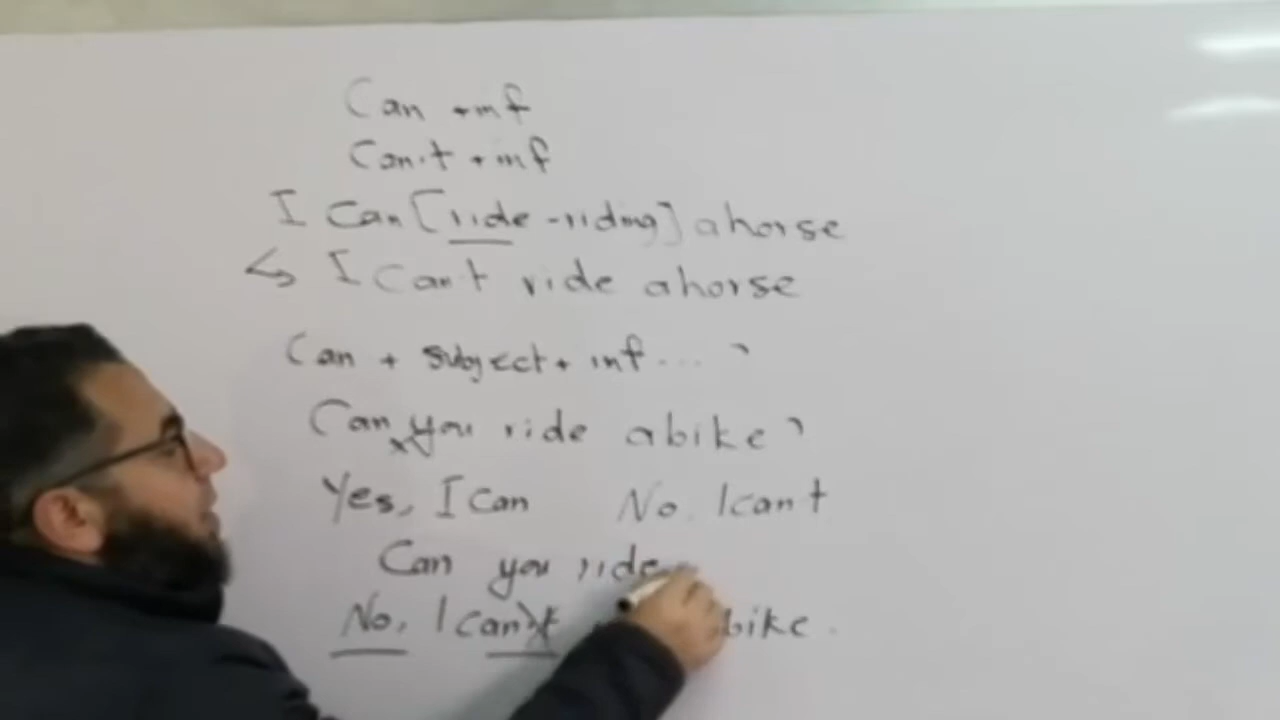 Can + inf
Can't + inf
I Can [ride - riding] a horse
I Can't ride a horse
Can + subject + inf.... ?
Can you ride a bike?
Yes, I Can No. I can't
Can you ride
No, I can't bike.